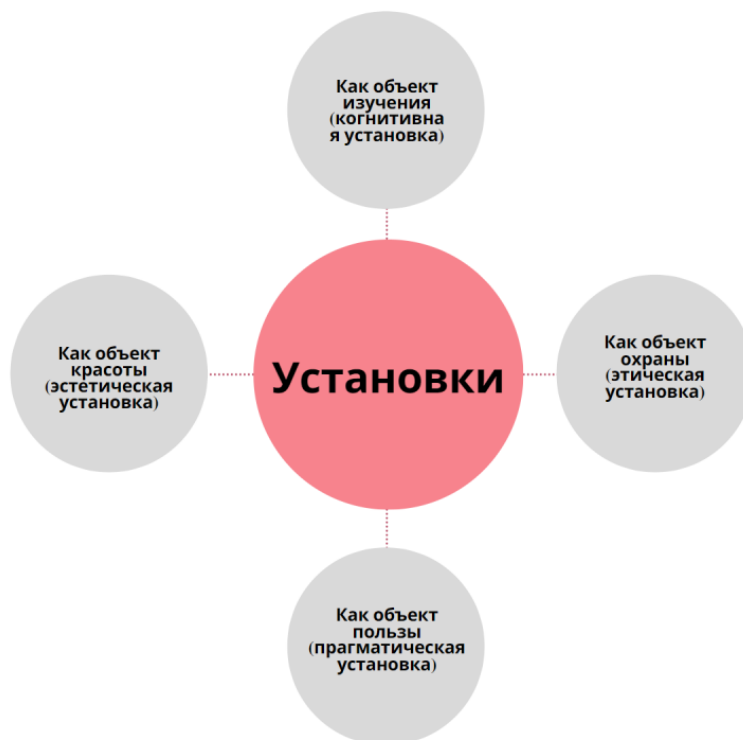 Как объект
изучения
(когнитивна
я установка)
Как объект
красоты
(эстетическая
установка)
Установки
Как объект
охраны
(этическая
установка)
Как объект
пользы
(прагматическая
установка)